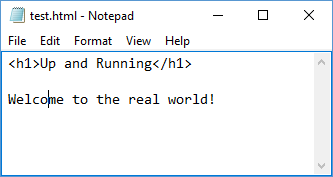 test.html - Notepad
File Edit Format View Help
<h1>Up and Running</h1>
Welcome to the real world!